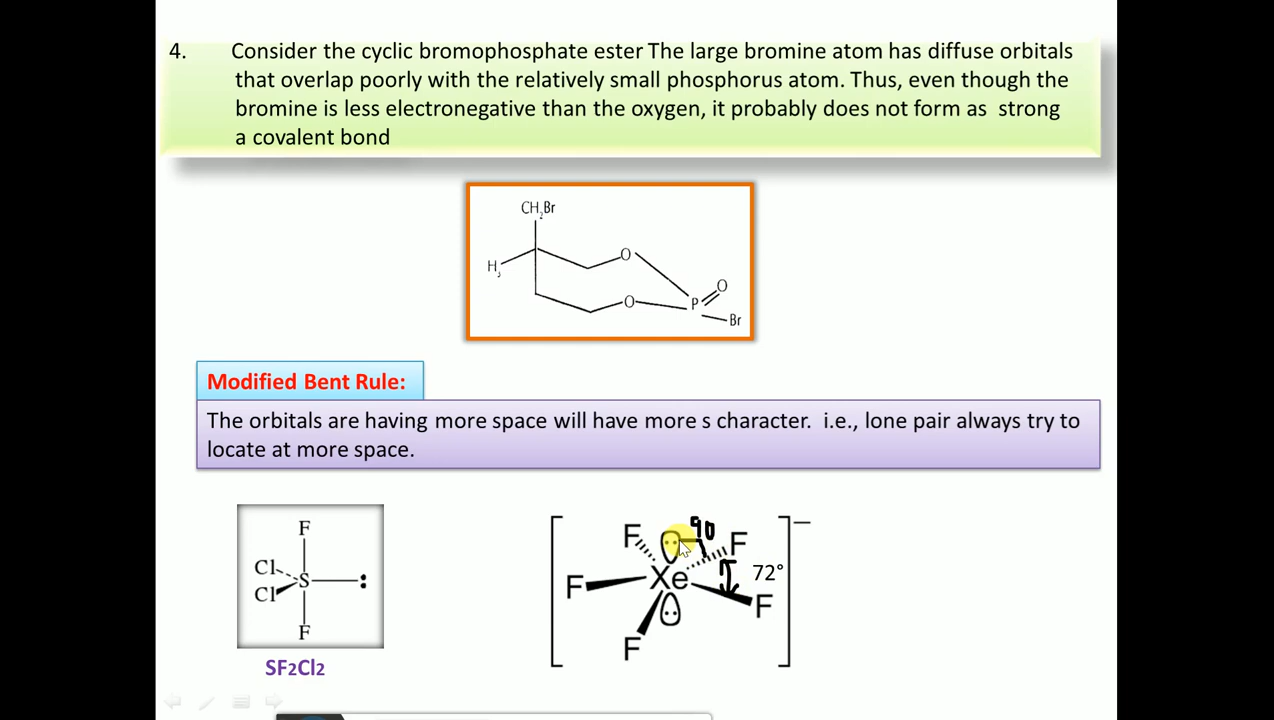 4. Consider the cyclic bromophosphate ester The large bromine atom has diffuse orbitals
that overlap poorly with the relatively small phosphorus atom. Thus, even though the
bromine is less electronegative than the oxygen, it probably does not form as strong
a covalent bond
CH₂Br
H₃
O
O
P
O
Br
Modified Bent Rule:
The orbitals are having more space will have more s character. i.e., lone pair always try to
locate at more space.
F
Cl
S
:
Cl
F
SF₂Cl₂
F
90
F
F
Xe
72°
F
F
−